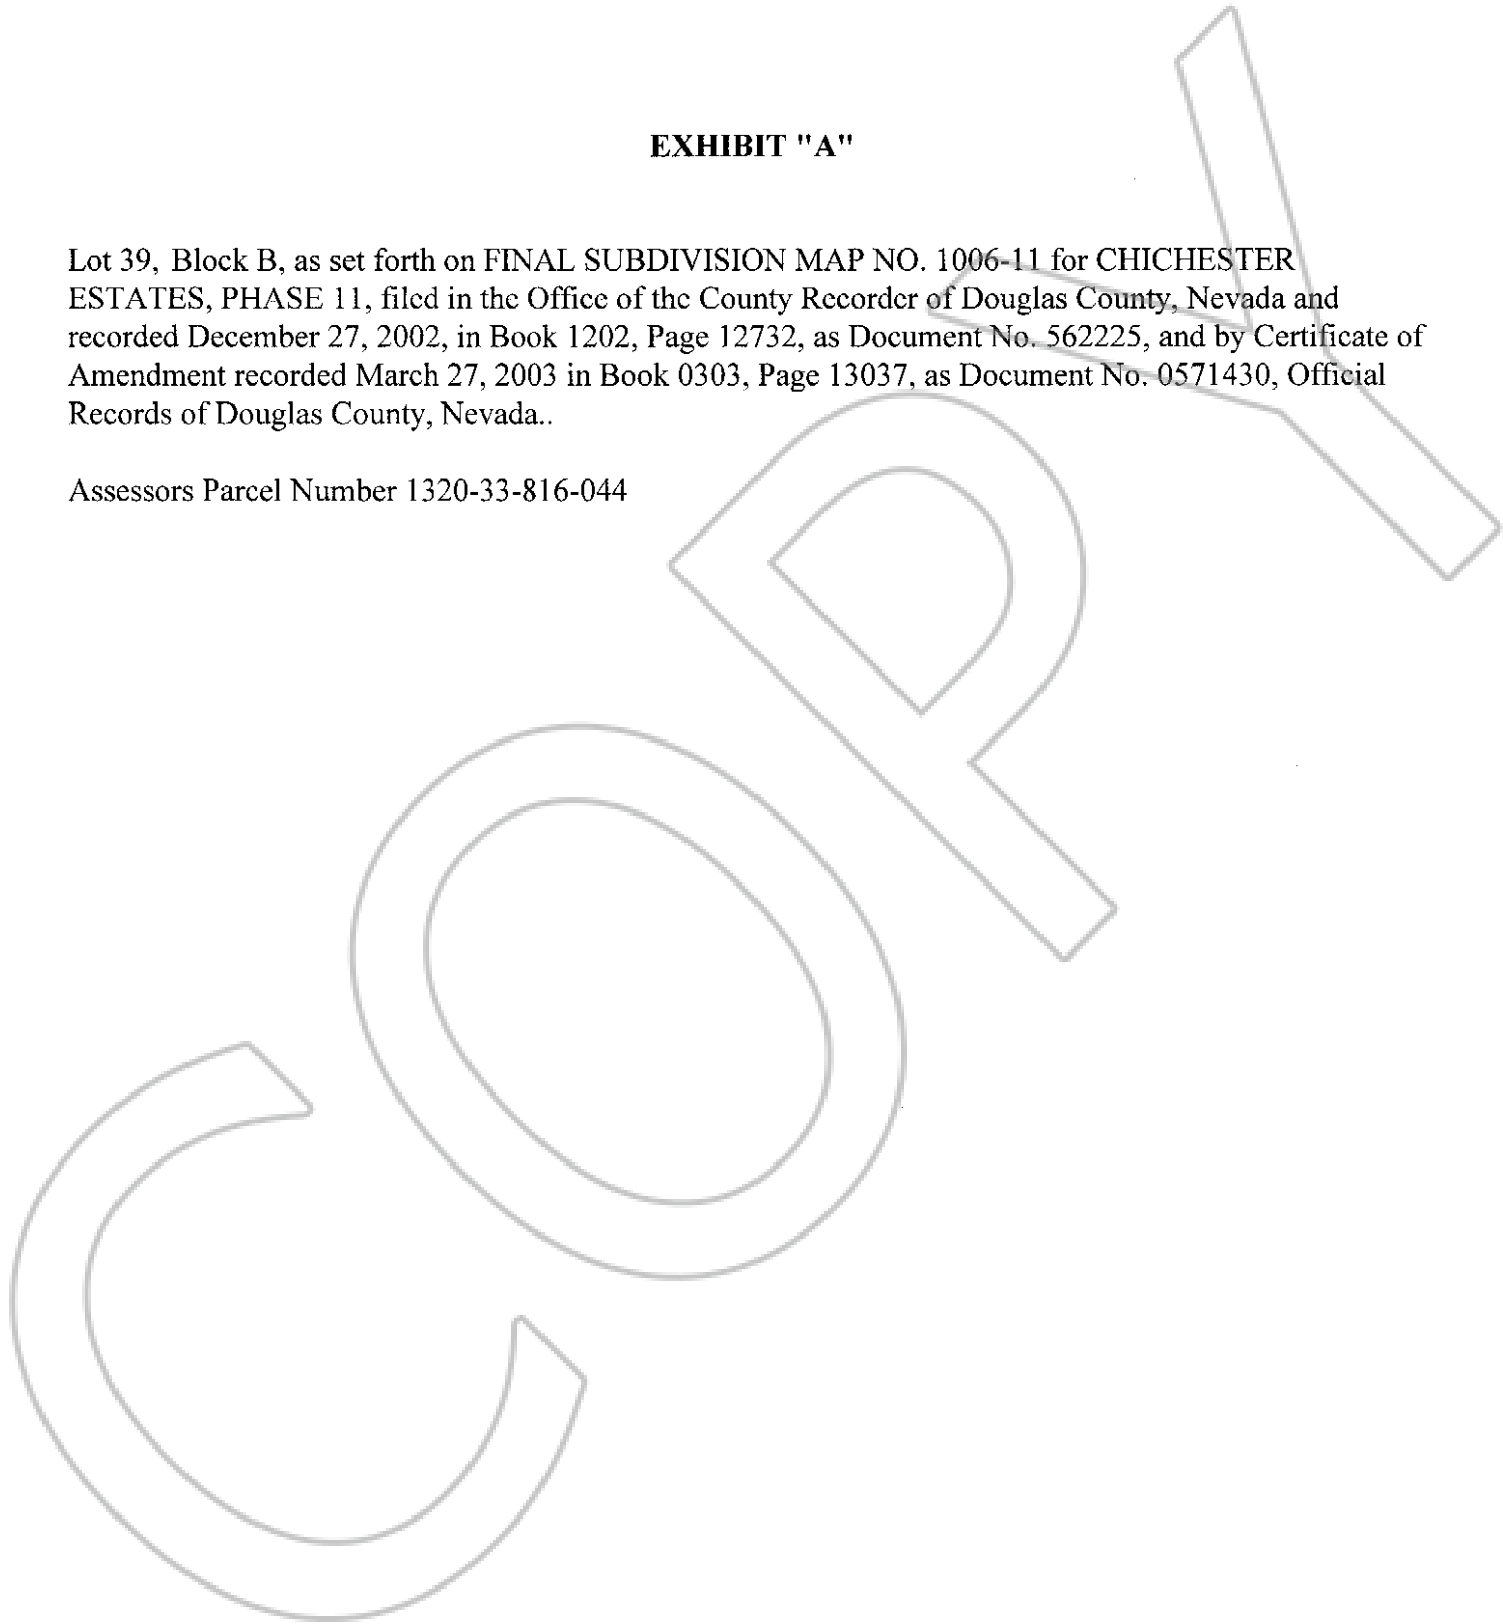 EXHIBIT "A"
Lot 39, Block B, as set forth on FINAL SUBDIVISION MAP NO. 1006-11 for CHICHESTER
ESTATES, PHASE 11, filed in the Office of the County Recorder of Douglas County, Nevada and
recorded December 27, 2002, in Book 1202, Page 12732, as Document No. 562225, and by Certificate of
Amendment recorded March 27, 2003 in Book 0303, Page 13037, as Document No. 0571430, Official
Records of Douglas County, Nevada..
Assessors Parcel Number 1320-33-816-044
COPY